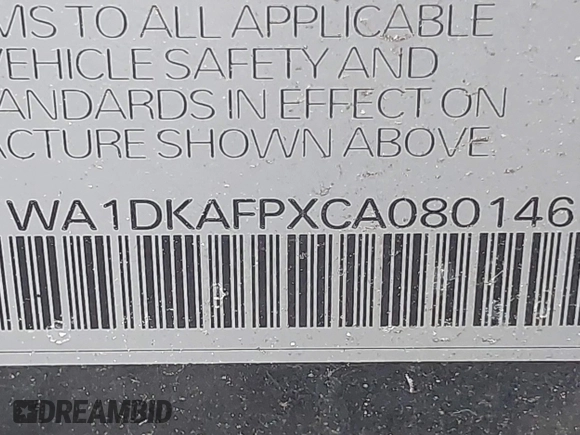 MS TO ALL APPLICABLE
VEHICLE SAFETY AND
ANDARDS IN EFFECT ON
ACTURE SHOWN ABOVE
WA1DKAFPXCA080146
DREAMBID